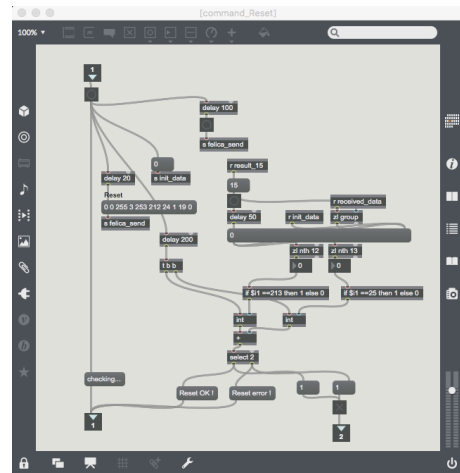 [command_Reset]
100% ▼
1
delay 100
s felica_send
0
r result_15
delay 20
s init_data
15
Reset
r received_data
0 0 255 3 253 212 24 1 19 0
delay 50
r init_data
zl group
s felica_send
0
delay 200
zl nth 12
zl nth 13
t b b
0
0
if $i1 ==213 then 1 else 0
if $i1 ==25 then 1 else 0
int
int
+
select 2
checking...
Reset OK !
Reset error !
1
1
1
2